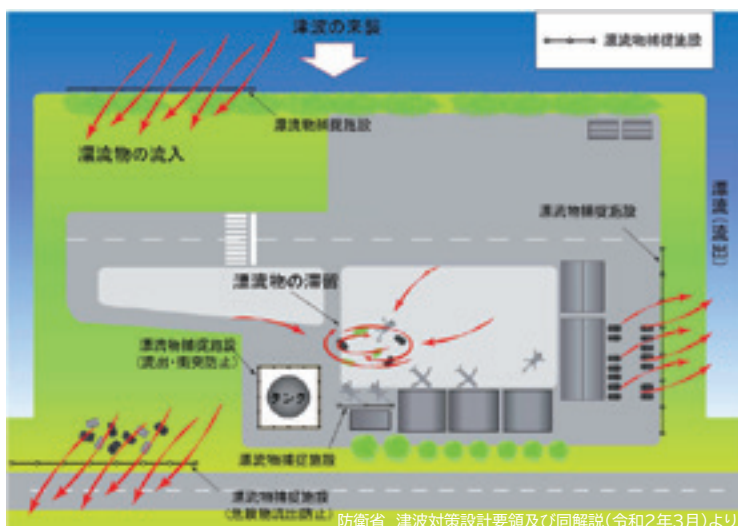 津波の来襲
漂流物捕捉施設
漂流物捕捉施設
漂流物の流入
漂流(流出)
漂流物捕捉施設
漂流物の滞留
漂流物捕捉施設
(流出・衝突防止)
タンク
漂流物捕捉施設
漂流物捕捉施設
(危険物流出防止)
防衛省 津波対策設計要領及び同解説(令和2年3月)より